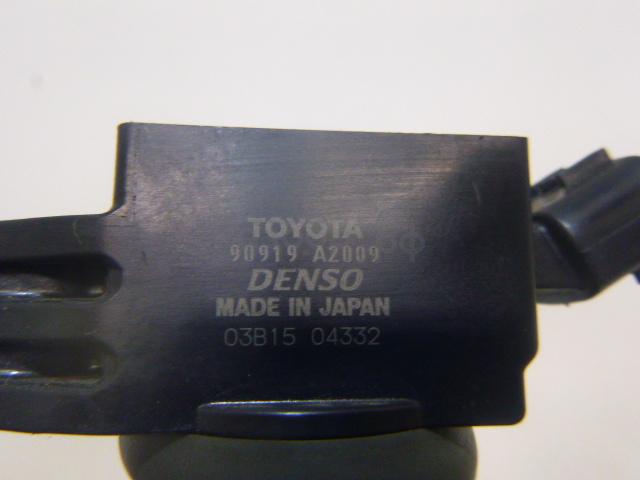 TOYOTA
90919 A2009
DENSO
MADE IN JAPAN
03B15 04332